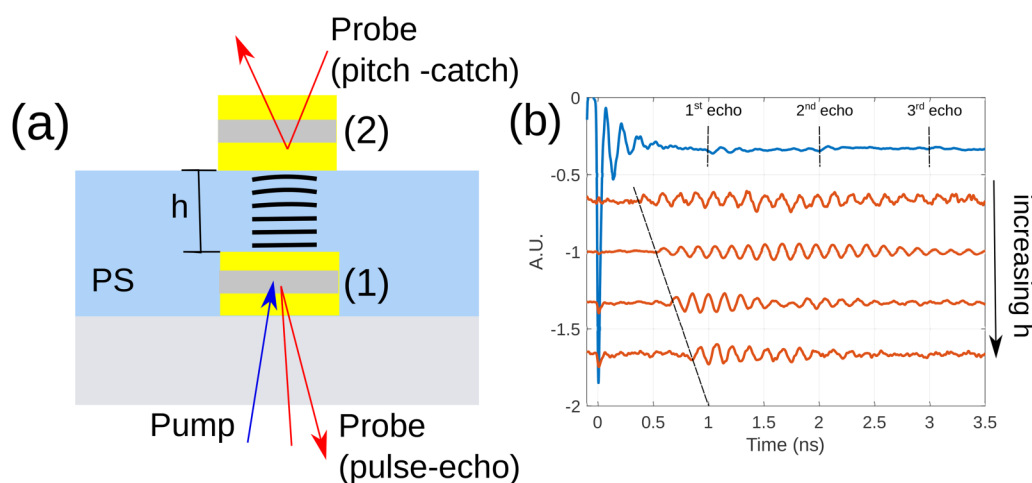 (a)
Probe
(pitch -catch)
(2)
h
PS
(1)
Pump
Probe
(pulse-echo)
(b)
1st echo
2nd echo
3rd echo
0
-0.5
-1
-1.5
-2
A.U.
0 0.5 1 1.5 2 2.5 3 3.5
Time (ns)
increasing h